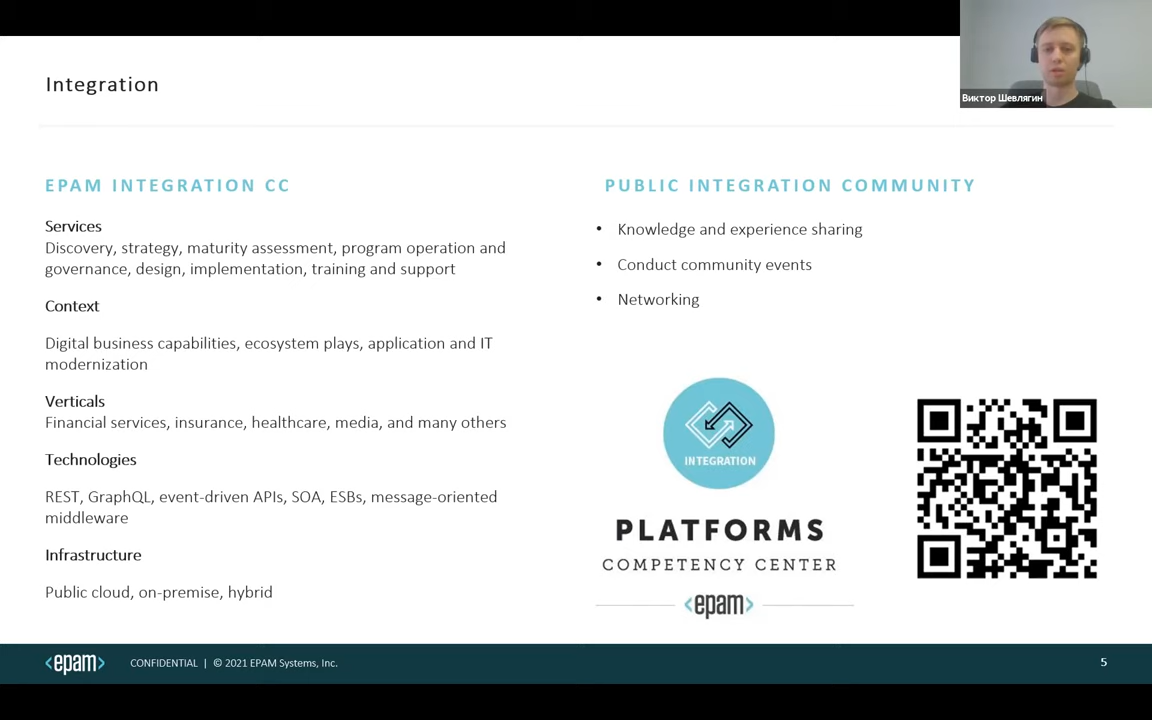 Виктор Шевлягин
Integration
EPAM INTEGRATION CC
Services
Discovery, strategy, maturity assessment, program operation and
governance, design, implementation, training and support
Context
Digital business capabilities, ecosystem plays, application and IT
modernization
Verticals
Financial services, insurance, healthcare, media, and many others
Technologies
REST, GraphQL, event-driven APIs, SOA, ESBs, message-oriented
middleware
Infrastructure
Public cloud, on-premise, hybrid
PUBLIC INTEGRATION COMMUNITY
• Knowledge and experience sharing
• Conduct community events
• Networking
INTEGRATION
PLATFORMS
COMPETENCY CENTER
<epam>
<epam> CONFIDENTIAL | © 2021 EPAM Systems, Inc. 5